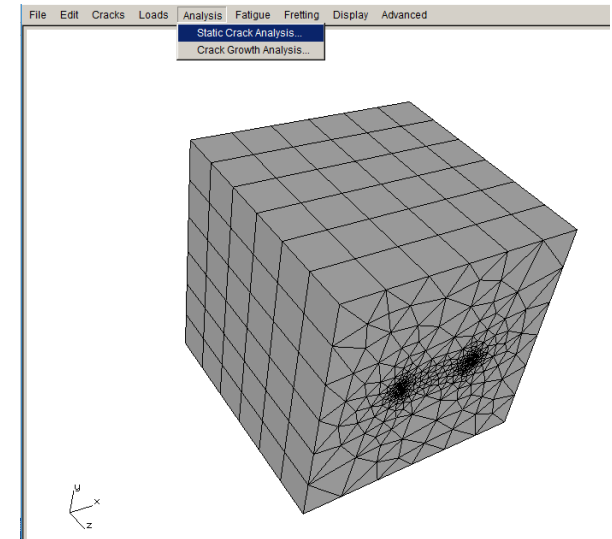 File Edit Cracks Loads Analysis Fatigue Fretting Display Advanced
Static Crack Analysis...
Crack Growth Analysis...
y
x
z